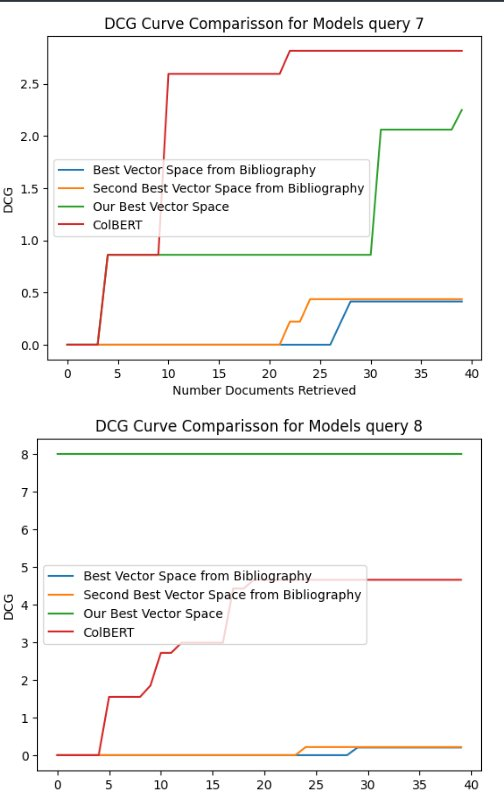 DCG Curve Comparisson for Models query 7
2.5
2.0
1.5
1.0
0.5
0.0
DCG
Best Vector Space from Bibliography
Second Best Vector Space from Bibliography
Our Best Vector Space
ColBERT
0 5 10 15 20 25 30 35 40
Number Documents Retrieved
DCG Curve Comparisson for Models query 8
8
7
6
5
4
3
2
1
0
DCG
Best Vector Space from Bibliography
Second Best Vector Space from Bibliography
Our Best Vector Space
ColBERT
0 5 10 15 20 25 30 35 40